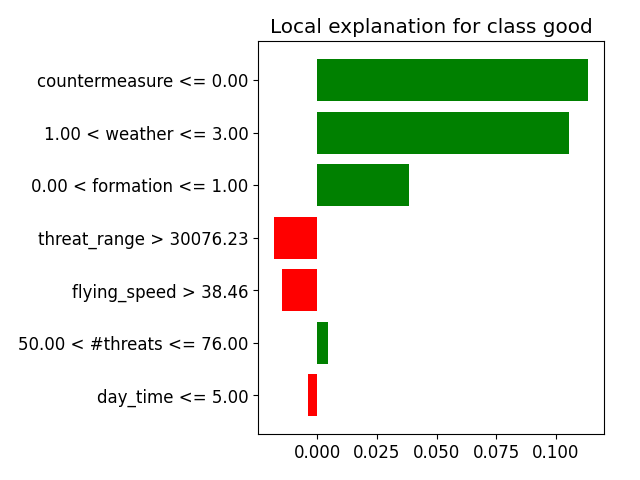 Local explanation for class good
countermeasure <= 0.00
1.00 < weather <= 3.00
0.00 < formation <= 1.00
threat_range > 30076.23
flying_speed > 38.46
50.00 < #threats <= 76.00
day_time <= 5.00
0.000 0.025 0.050 0.075 0.100